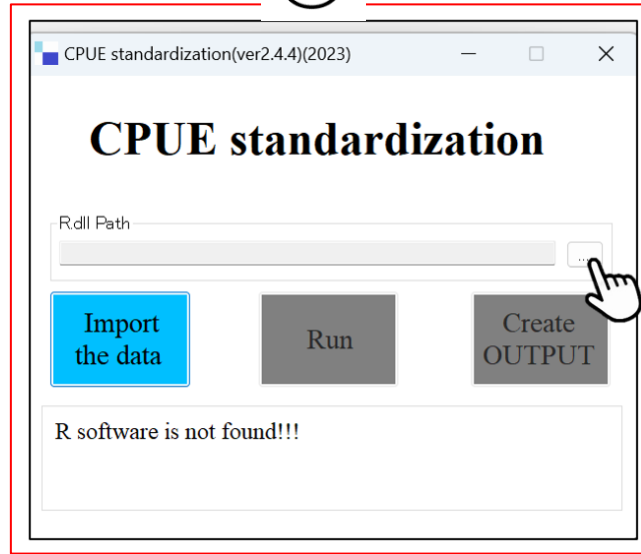 CPUE standardization(ver2.4.4)(2023)
CPUE standardization
R.dll Path
...
Import
the data
Run
Create
OUTPUT
R software is not found!!!